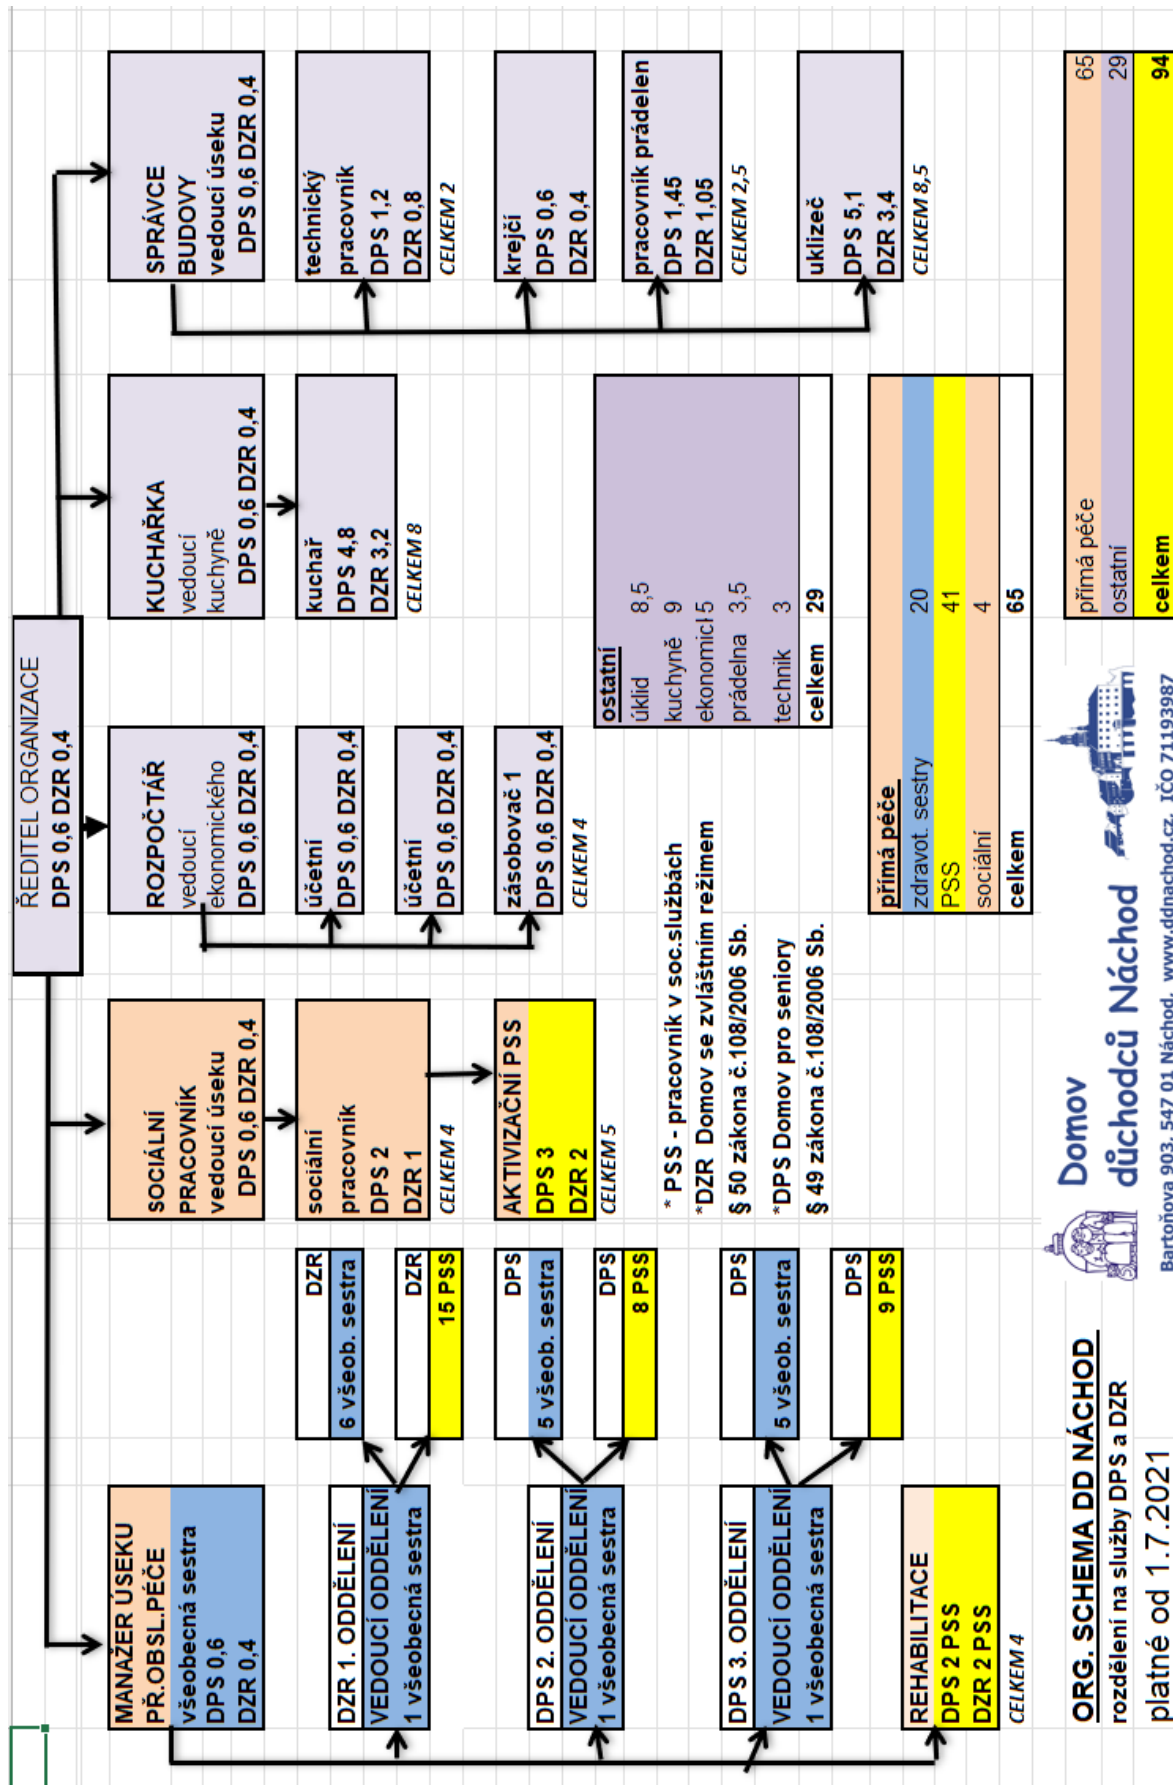 ŘEDITEL ORGANIZACE
DPS 0,6 DZR 0,4
MANAŽER ÚSEKU
PŘ.OBSL.PÉČE
všeobecná sestra
DPS 0,6
DZR 0,4
SOCIÁLNÍ
PRACOVNÍK
vedoucí úseku
DPS 0,6 DZR 0,4
ROZPOČTÁŘ
vedoucí
ekonomického
DPS 0,6 DZR 0,4
KUCHAŘKA
vedoucí
kuchyně
DPS 0,6 DZR 0,4
SPRÁVCE
BUDOVY
vedoucí úseku
DPS 0,6 DZR 0,4
DZR 1. ODDĚLENÍ
VEDOUCÍ ODDĚLENÍ
1 všeobecná sestra
DZR
6 všeob. sestra
DZR
15 PSS
DPS 2. ODDĚLENÍ
VEDOUCÍ ODDĚLENÍ
1 všeobecná sestra
DPS
5 všeob. sestra
DPS
8 PSS
DPS 3. ODDĚLENÍ
VEDOUCÍ ODDĚLENÍ
1 všeobecná sestra
DPS
5 všeob. sestra
DPS
9 PSS
REHABILITACE
DPS 2 PSS
DZR 2 PSS
CELKEM 4
sociální
pracovník
DPS 2
DZR 1
CELKEM 4
AKTIVIZAČNÍ PSS
DPS 3
DZR 2
CELKEM 5
účetní
DPS 0,6 DZR 0,4
účetní
DPS 0,6 DZR 0,4
zásobovač 1
DPS 0,6 DZR 0,4
CELKEM 4
kuchař
DPS 4,8
DZR 3,2
CELKEM 8
technický
pracovník
DPS 1,2
DZR 0,8
CELKEM 2
krejčí
DPS 0,6
DZR 0,4
pracovník prádelen
DPS 1,45
DZR 1,05
CELKEM 2,5
uklizeč
DPS 5,1
DZR 3,4
CELKEM 8,5
* PSS - pracovník v soc.službách
*DZR Domov se zvláštním režimem
§ 50 zákona č.108/2006 Sb.
*DPS Domov pro seniory
§ 49 zákona č.108/2006 Sb.
ostatní
úklid 8,5
kuchyně 9
ekonomicl 5
prádelna 3,5
technik 3
celkem 29
přímá péče
zdravot. sestry 20
PSS 41
sociální 4
celkem 65
přímá péče 65
ostatní 29
celkem 94
ORG. SCHEMA DD NÁCHOD
rozdělení na služby DPS a DZR
platné od 1.7.2021
Domov
důchodců Náchod
Bartoňova 903, 547 01 Náchod, www.ddnachod.cz, IČO 71193987